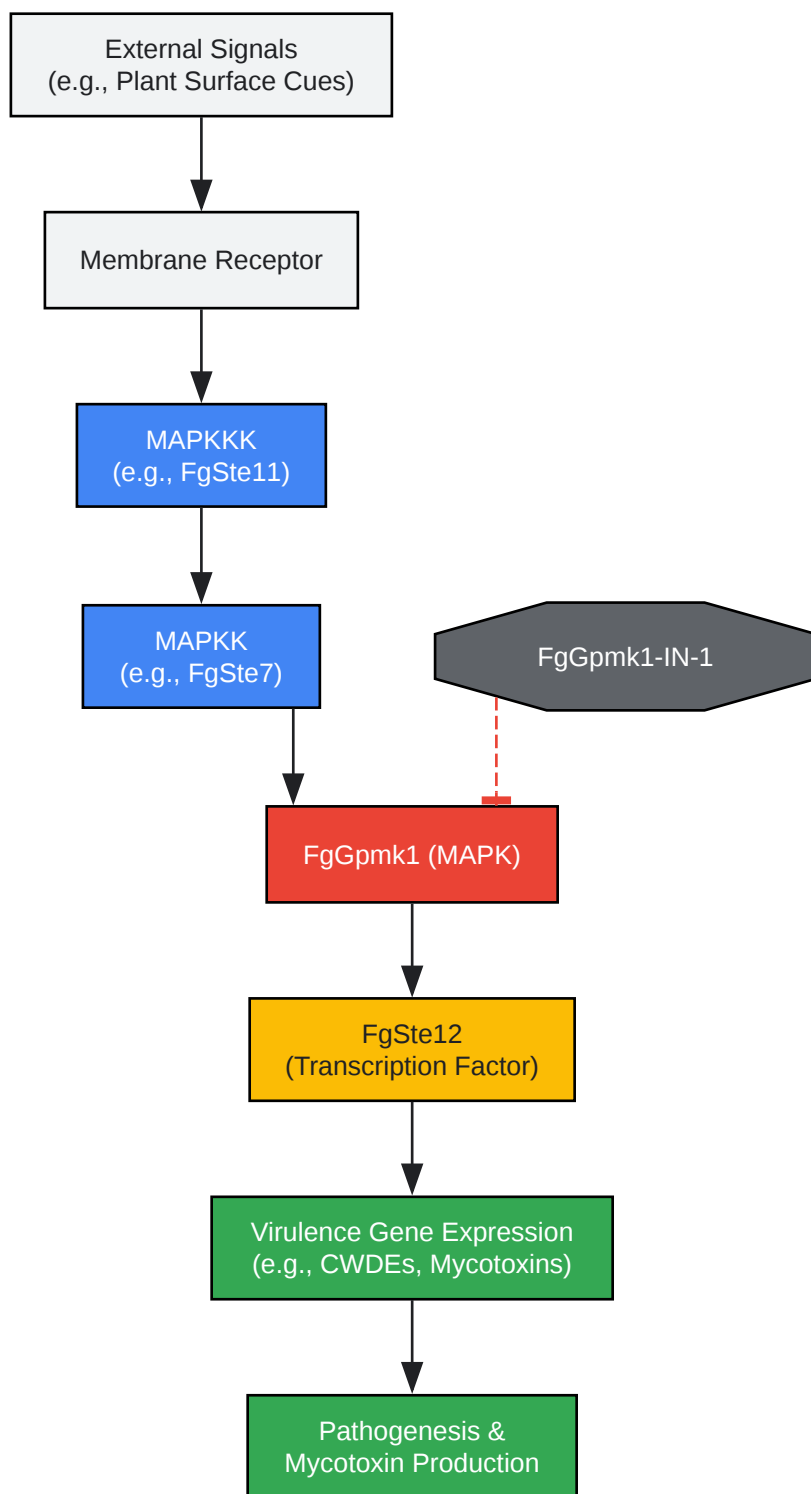 External Signals
(e.g., Plant Surface Cues)
Membrane Receptor
MAPKKK
(e.g., FgSte11)
MAPKK
(e.g., FgSte7)
FgGpmk1-IN-1
FgGpmk1 (MAPK)
FgSte12
(Transcription Factor)
Virulence Gene Expression
(e.g., CWDEs, Mycotoxins)
Pathogenesis &
Mycotoxin Production